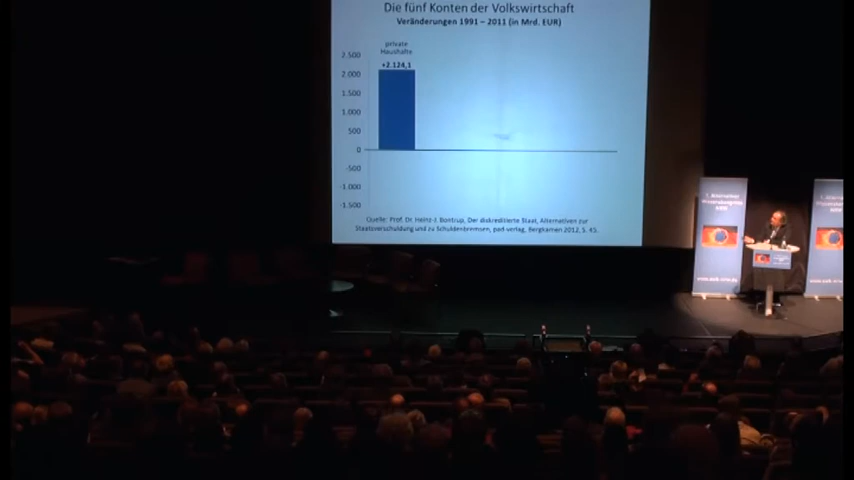 Die fünf Konten der Volkswirtschaft
Veränderungen 1991 – 2011 (in Mrd. EUR)
private
Haushalte
+2.124,1
2.500
2.000
1.500
1.000
500
0
-500
-1.000
-1.500
Quelle: Prof. Dr. Heinz-J. Bontrup, Der diskreditierte Staat, Alternativen zur
Staatsverschuldung und zu Schuldenbremsen, pad-verlag, Bergkamen 2012, S. 45.